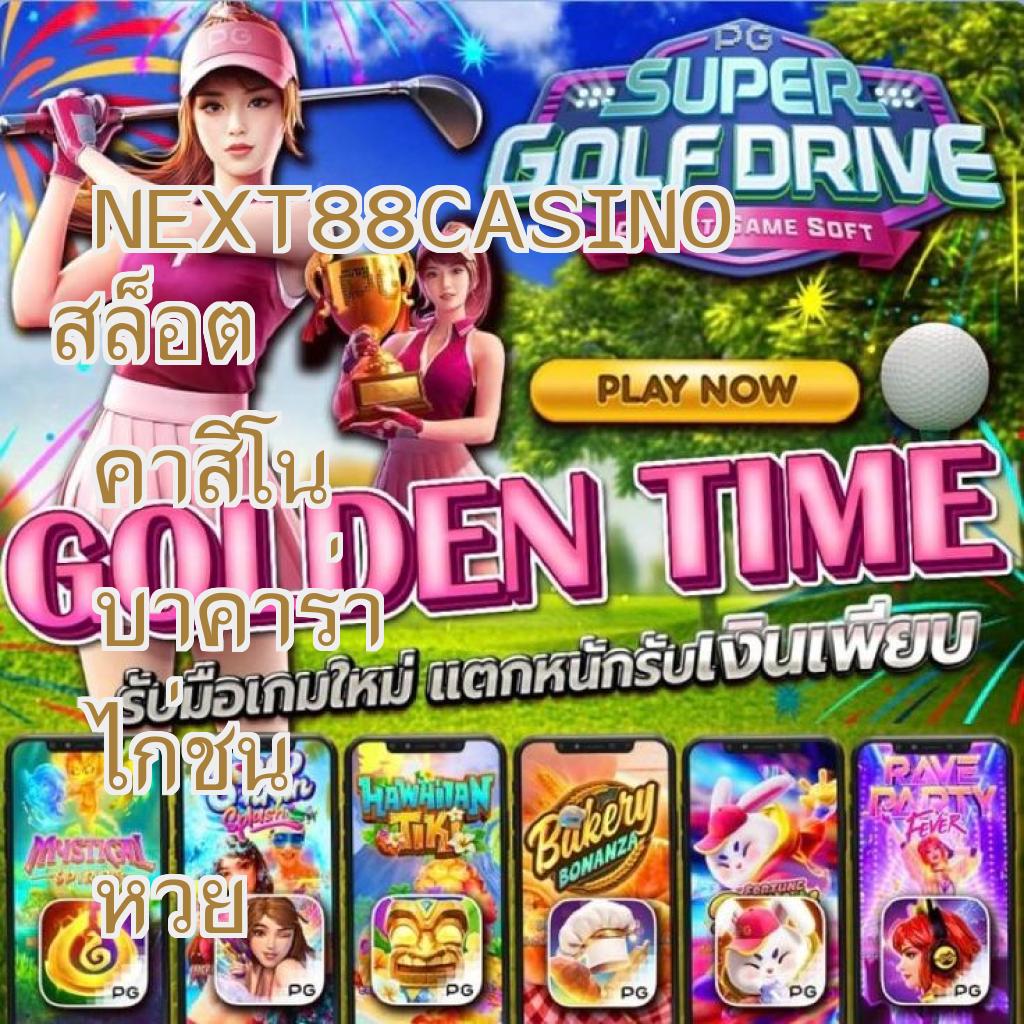 PG
SUPER
GOLF DRIVE
GAME SOFT
NEXT88CASINO
สล็อต
PLAY NOW
คาสิโน
GOLDEN TIME
บาคาร่า
รับมือเกมใหม่ แตกหนักรับเงินเพียบ
ไก่ชน
MYSTICAL
Splash
HAWAIIAN
TIKI
Bakery
BONANZA
FORTUNE
RAVE
PARTY
FEVER
หวย
PG
PG
PG
PG
PG
PG